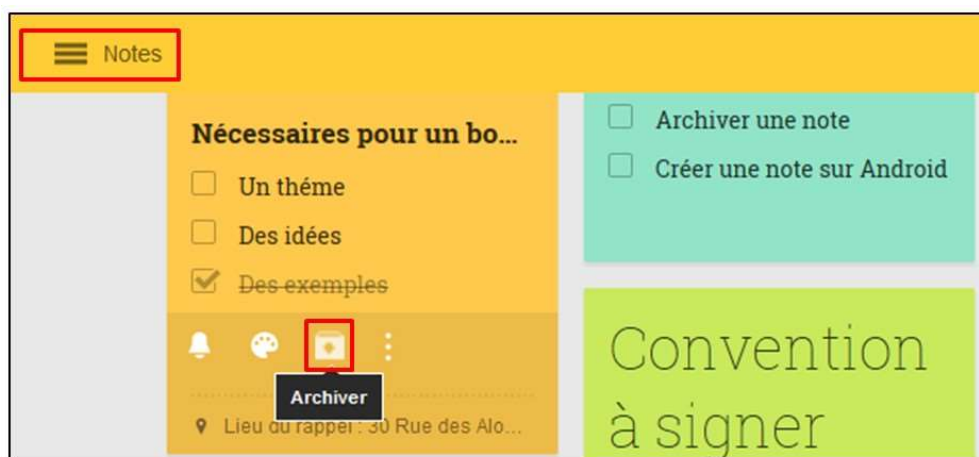 Notes
Nécessaires pour un bo...
Un théme
Des idées
Des exemples
Archiver
Lieu du rappel : 30 Rue des Alo...
Archiver une note
Créer une note sur Android
Convention
à signer